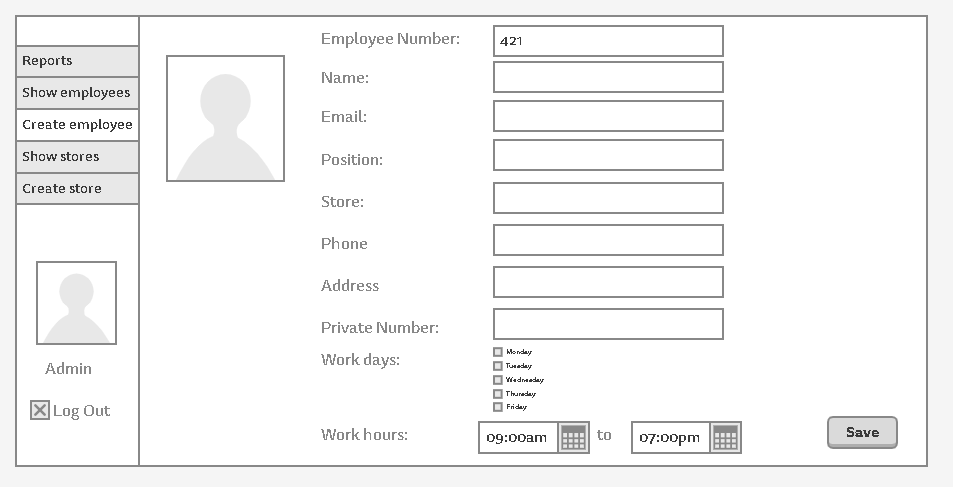 Reports
Show employees
Create employee
Show stores
Create store
Admin
Log Out
Employee Number: 421
Name:
Email:
Position:
Store:
Phone
Address
Private Number:
Work days:
Monday
Tuesday
Wednesday
Thursday
Friday
Work hours: 09:00am to 07:00pm
Save